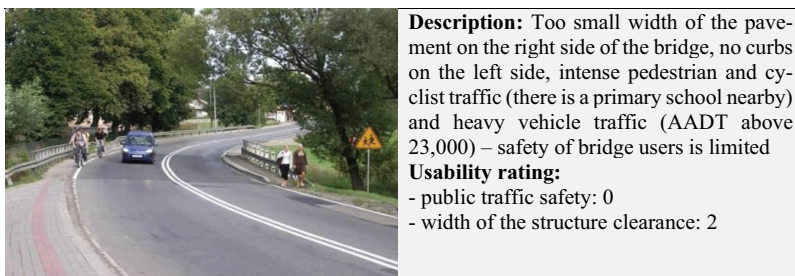 Description: Too small width of the pave-
ment on the right side of the bridge, no curbs
on the left side, intense pedestrian and cy-
clist traffic (there is a primary school nearby)
and heavy vehicle traffic (AADT above
23,000) – safety of bridge users is limited
Usability rating:
- public traffic safety: 0
- width of the structure clearance: 2